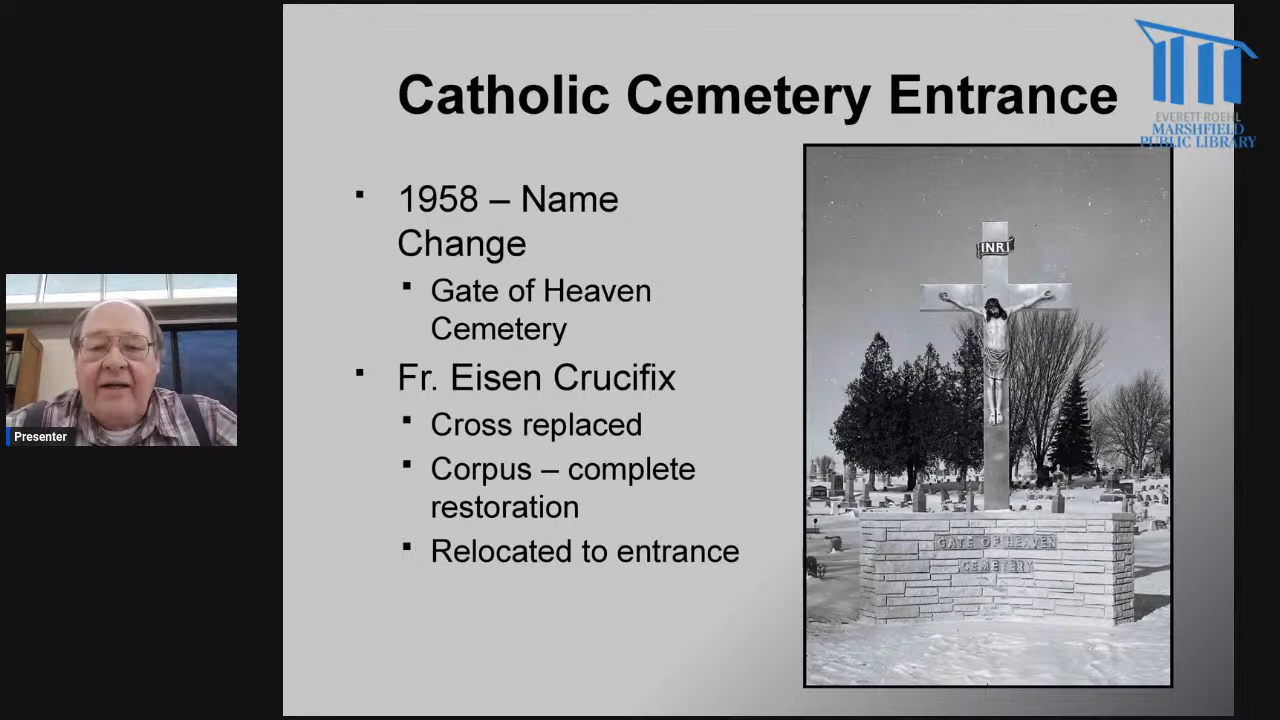 Catholic Cemetery Entrance
EVERETT ROEHL
MARSHFIELD
PUBLIC LIBRARY
1958 – Name
Change
Gate of Heaven
Cemetery
Fr. Eisen Crucifix
Cross replaced
Corpus – complete
restoration
Relocated to entrance
INRI
GATE OF HEAVEN
CEMETERY
Presenter